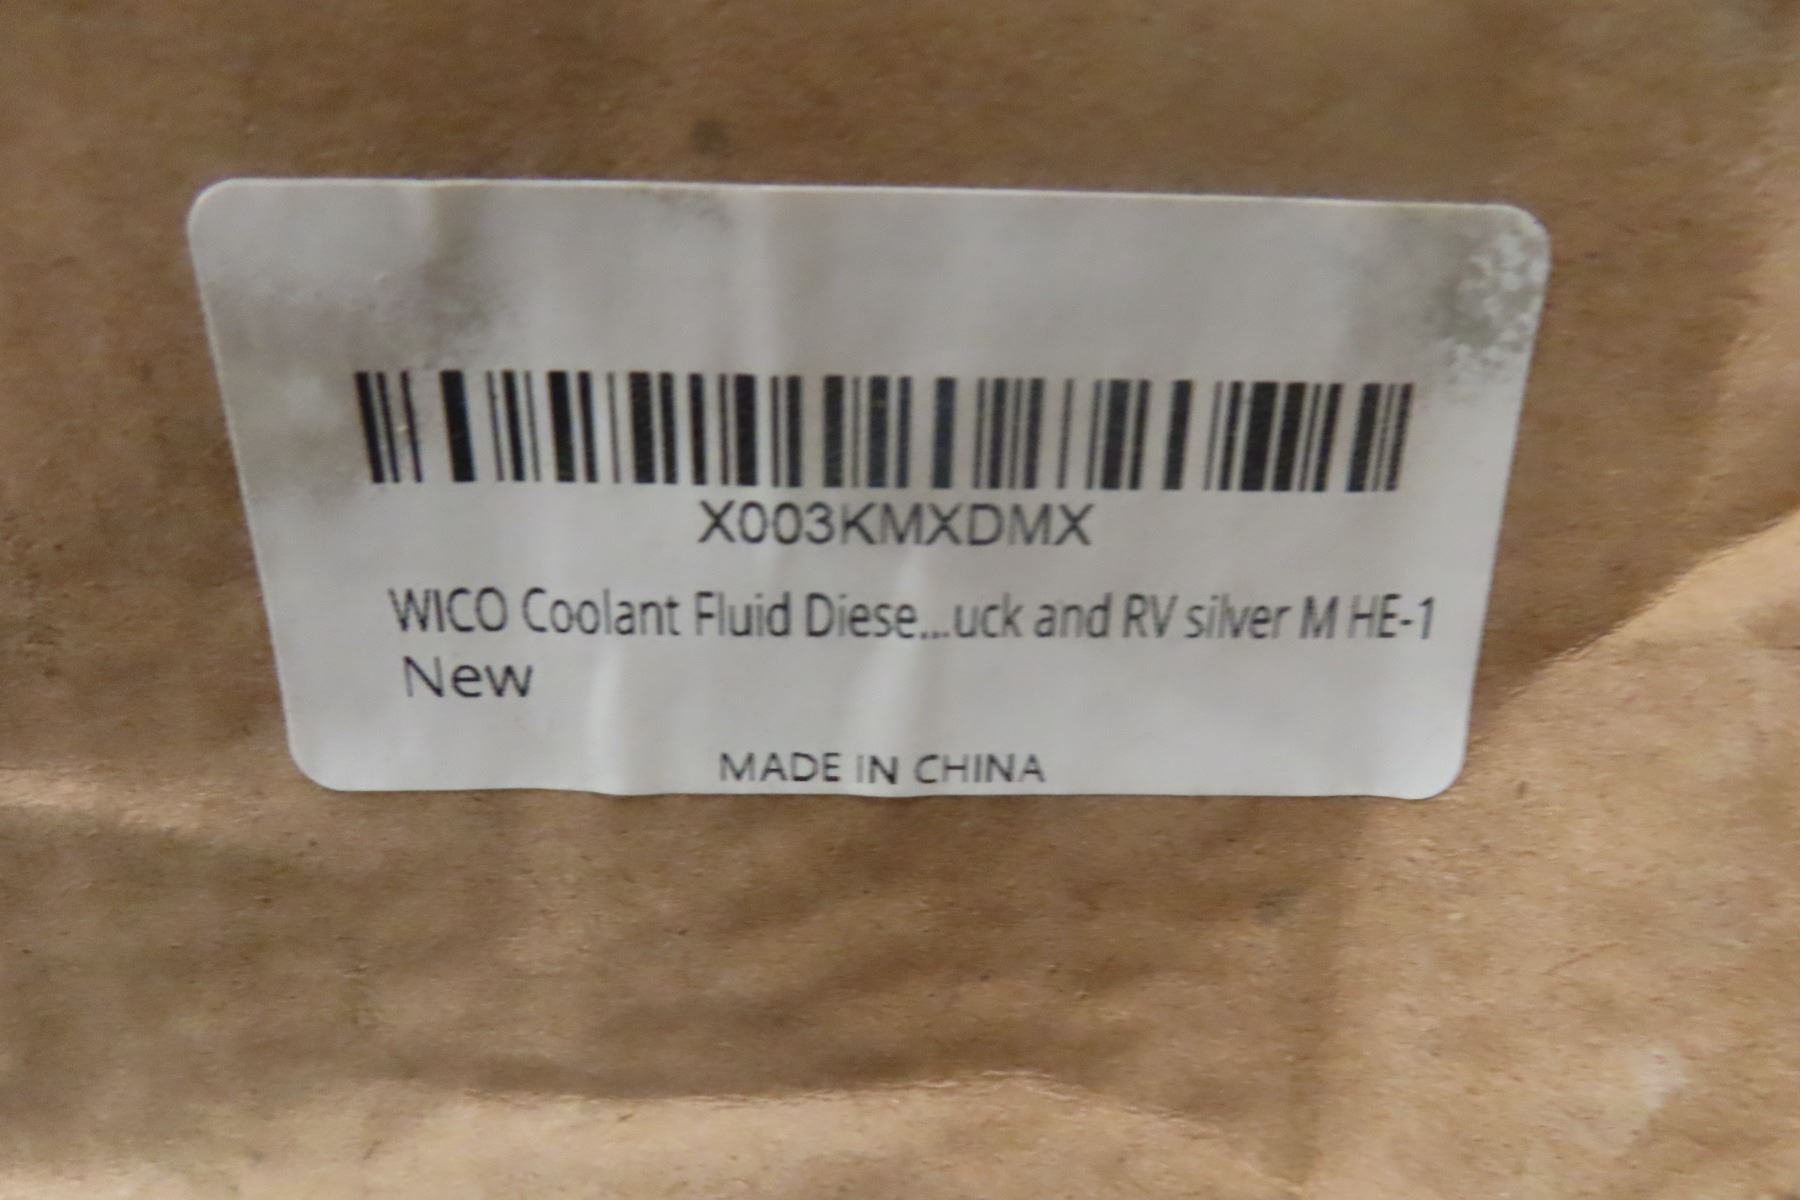 X003KMXDMX
WICO Coolant Fluid Diese...uck and RV silver M HE-1
New
MADE IN CHINA